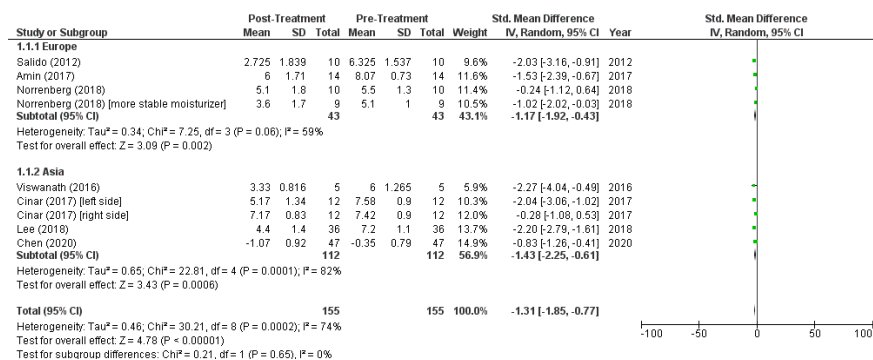 Post-Treatment Pre-Treatment Std. Mean Difference Std. Mean Difference
Study or Subgroup Mean SD Total Mean SD Total Weight IV, Random, 95% CI Year IV, Random, 95% CI
1.1.1 Europe
Salido (2012) 2.725 1.839 10 6.325 1.537 10 9.6% -2.03 [-3.16, -0.91] 2012
Amin (2017) 6 1.71 14 8.07 0.73 14 11.7% -1.53 [-2.39, -0.67] 2017
Norrenberg (2018) 5.1 1.8 10 5.5 1.3 10 11.4% -0.24 [-1.12, 0.64] 2018
Norrenberg (2018) [more stable moisturizer] 3.6 1.7 9 5.1 1 9 10.5% -1.02 [-2.02, -0.03] 2018
Subtotal (95% CI) 43 43 43.1% -1.17 [-1.92, -0.43]
Heterogeneity: Tau² = 0.34; Chi² = 7.25, df = 3 (P = 0.06); I² = 59%
Test for overall effect: Z = 3.09 (P = 0.002)
1.1.2 Asia
Viswanath (2016) 3.33 0.816 5 6 1.265 5 5.9% -2.27 [-4.04, -0.49] 2016
Cinar (2017) [left side] 5.17 1.34 12 7.58 0.9 12 10.3% -2.04 [-3.06, -1.02] 2017
Cinar (2017) [right side] 7.17 0.83 12 7.42 0.9 12 12.0% -0.28 [-1.08, 0.53] 2017
Lee (2018) 4.4 1.4 36 7.2 1.1 36 13.8% -2.20 [-2.79, -1.61] 2018
Chen (2020) -1.07 0.92 47 -0.35 0.79 47 14.9% -0.83 [-1.26, -0.41] 2020
Subtotal (95% CI) 112 112 56.9% -1.43 [-2.25, -0.61]
Heterogeneity: Tau² = 0.65; Chi² = 22.81, df = 4 (P = 0.0001); I² = 82%
Test for overall effect: Z = 3.43 (P = 0.0006)
Total (95% CI) 155 155 100.0% -1.31 [-1.85, -0.77]
Heterogeneity: Tau² = 0.46; Chi² = 30.21, df = 8 (P = 0.0002); I² = 74%
Test for overall effect: Z = 4.78 (P < 0.00001)
Test for subgroup differences: Chi² = 0.21, df = 1 (P = 0.65), I² = 0%
-100 -50 0 50 100